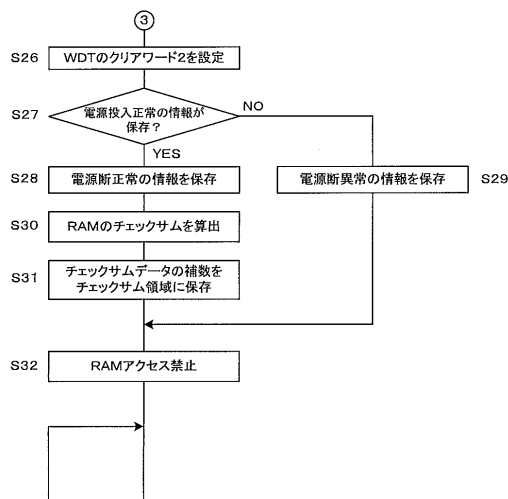 3
S26
WDTのクリアワード2を設定
S27
電源投入正常の情報が
保存?
NO
YES
S28
電源断正常の情報を保存
電源断異常の情報を保存
S29
S30
RAMのチェックサムを算出
S31
チェックサムデータの補数を
チェックサム領域に保存
S32
RAMアクセス禁止